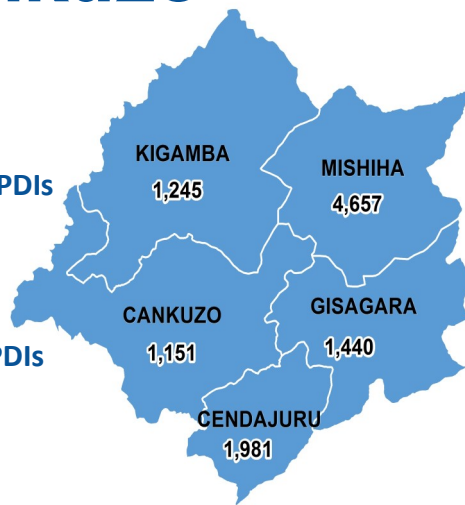 PDIs
PDIs
KIGAMBA
1,245
MISHIHA
4,657
CANKUZO
1,151
GISAGARA
1,440
CENDAJURU
1,981